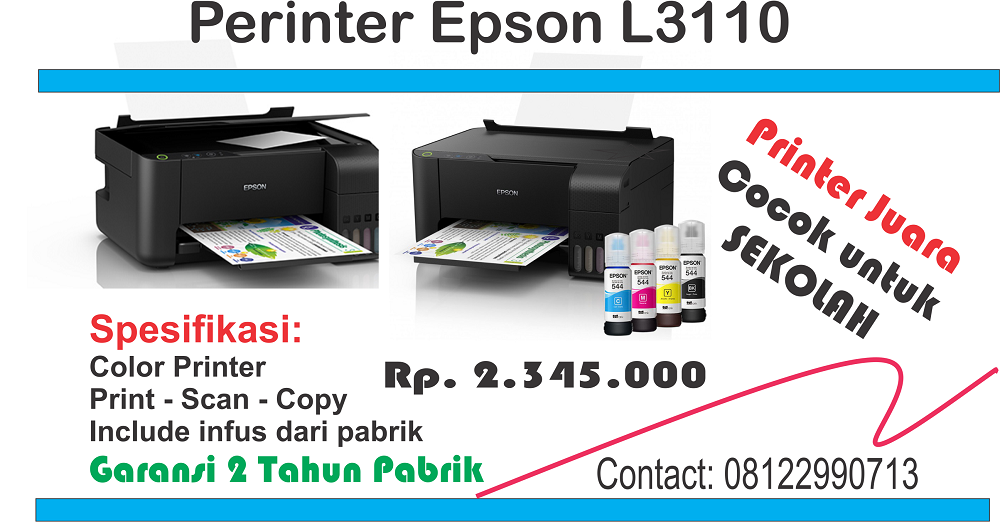 Perinter Epson L3110
EPSON
EPSON
Printer Juara
Cocok untuk
SEKOLAH
EPSON
544
C
EPSON
544
M
EPSON
544
Y
EPSON
544
BK
Spesifikasi:
Color Printer
Print - Scan - Copy
Include infus dari pabrik
Garansi 2 Tahun Pabrik
Rp. 2.345.000
Contact: 08122990713